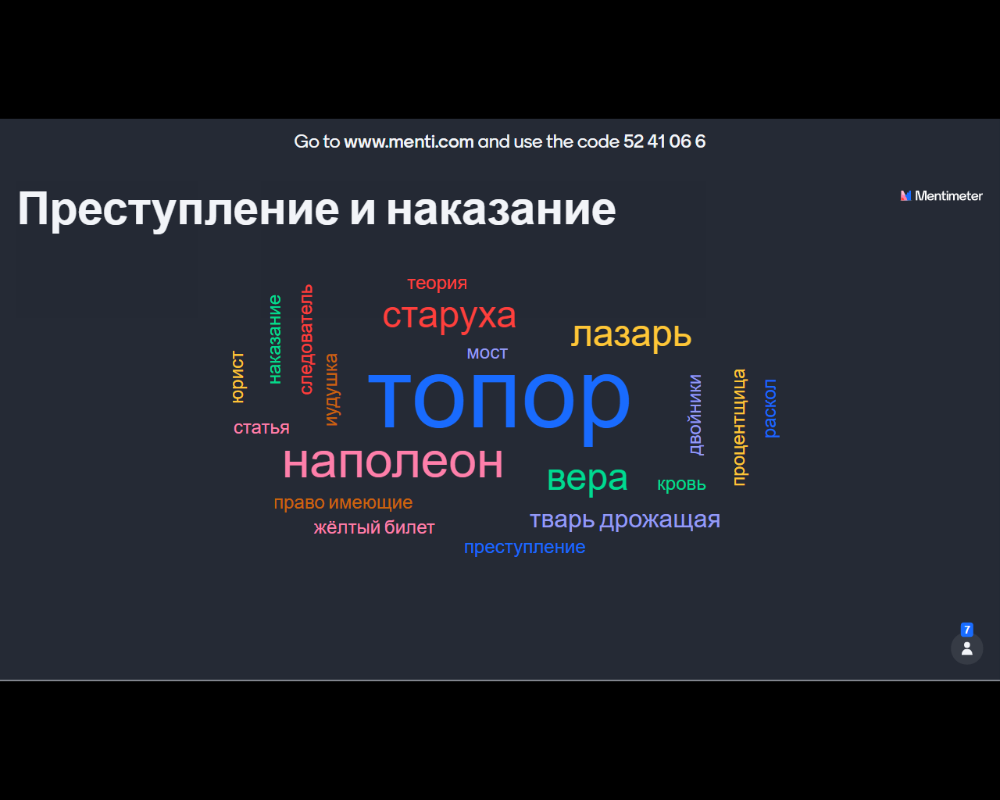 Go to www.menti.com and use the code 52 41 06 6
Преступление и наказание
Mentimeter
теория
старуха
лазарь
мост
топор
юрист
наказание
следователь
иудушка
статья
двойники
процентщица
раскол
наполеон
вера
кровь
право имеющие
тварь дрожащая
жёлтый билет
преступление
7